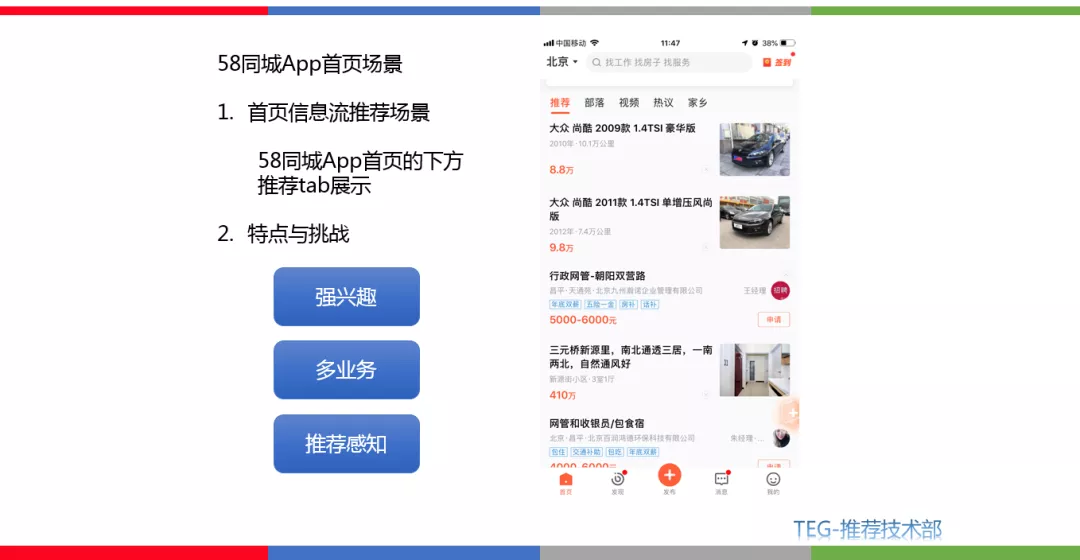 58同城App首页场景
1. 首页信息流推荐场景
58同城App首页的下方
推荐tab展示
2. 特点与挑战
强兴趣
多业务
推荐感知
中国移动 11:47 38%
北京 找工作 找房子 找服务 签到
推荐 部落 视频 热议 家乡
大众 尚酷 2009款 1.4TSI 豪华版
2010年·10.1万公里
8.8万
大众 尚酷 2011款 1.4TSI 单增压风尚
版
2012年·7.4万公里
9.8万
行政网管-朝阳双营路
昌平·天通苑·北京九州瀚诺企业管理有限公司 王经理 招聘
年底双薪 五险一金 房补 话补
5000-6000元 申请
三元桥新源里，南北通透三居，一南
两北，自然通风好
新源街小区·3室1厅
410万
网管和收银员/包食宿
北京·昌平·北京百润鸿德环保科技有限公司 朱经理·...
包住 交通补助 包吃 年底双薪
4000-6000元 申请
首页 发现 发布 消息 我的
TEG-推荐技术部